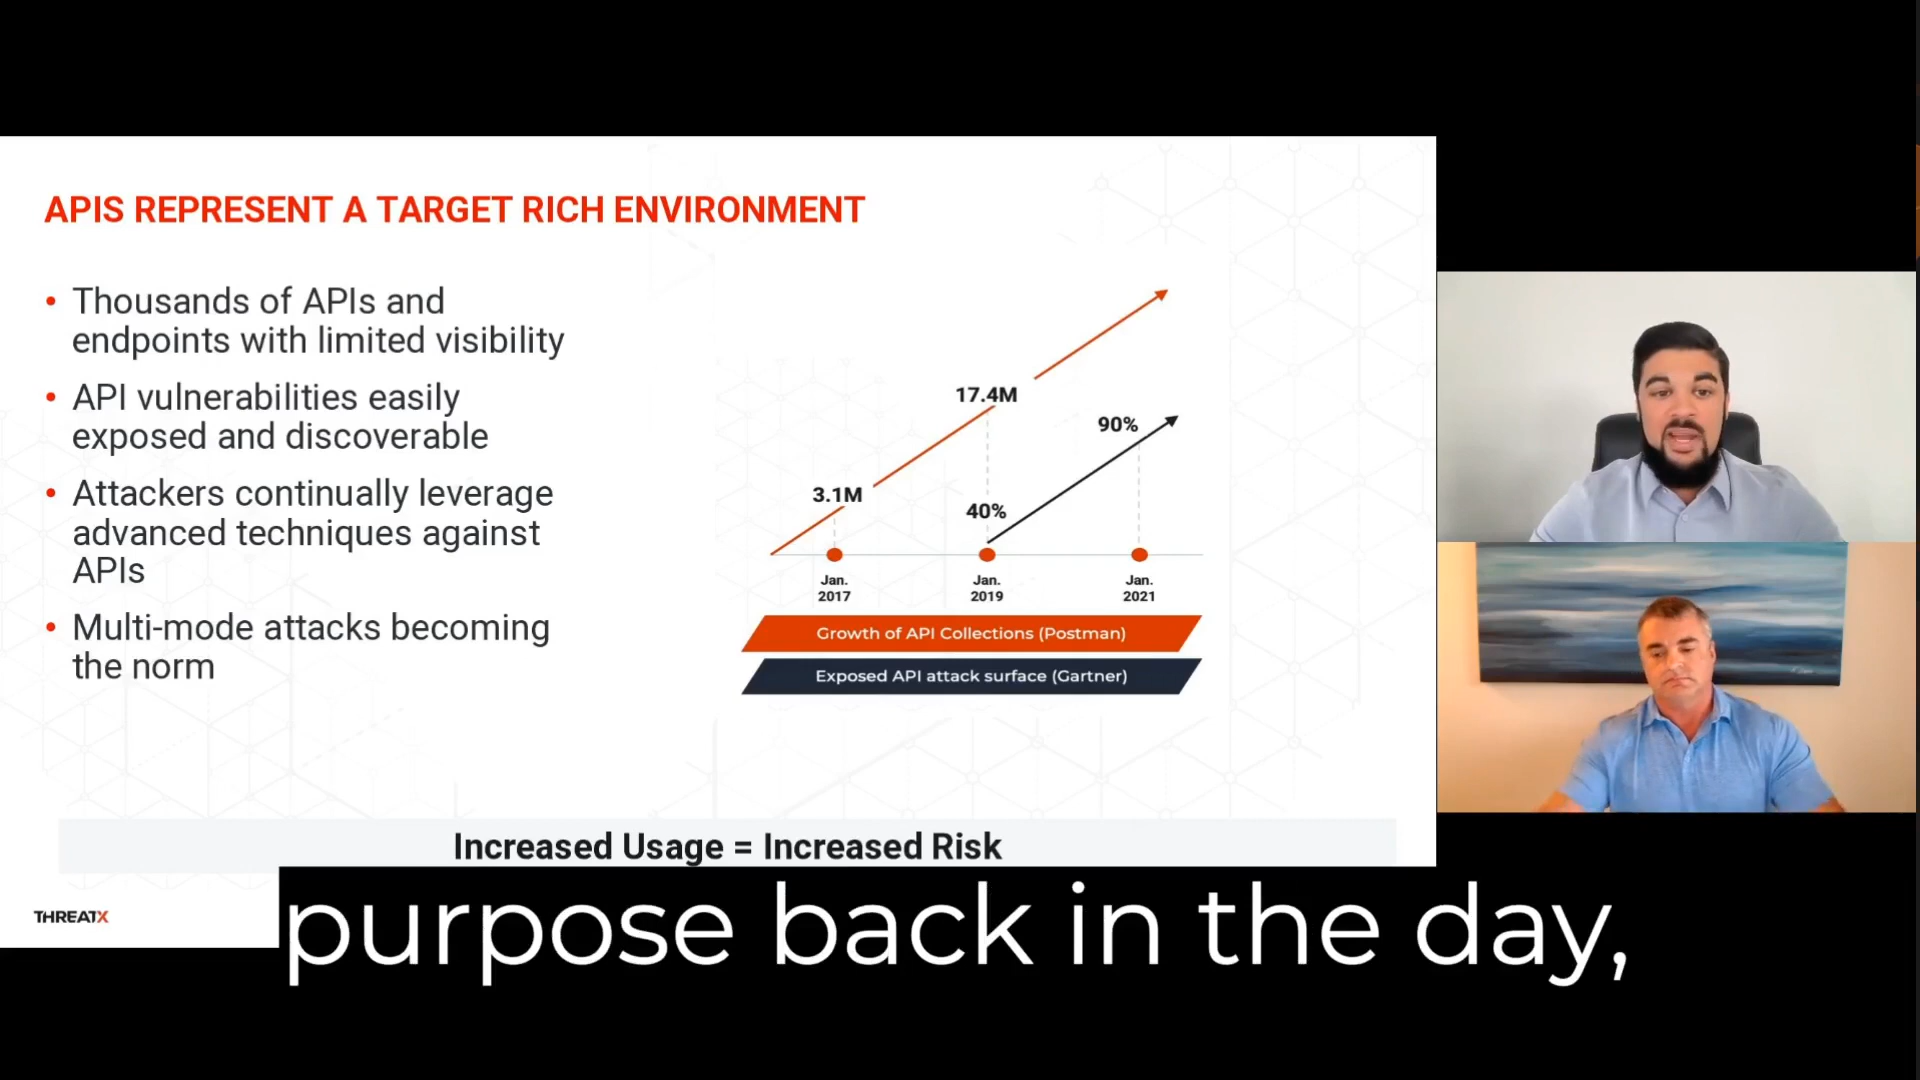 APIS REPRESENT A TARGET RICH ENVIRONMENT
• Thousands of APIs and
endpoints with limited visibility
• API vulnerabilities easily
exposed and discoverable
• Attackers continually leverage
advanced techniques against
APIs
• Multi-mode attacks becoming
the norm
17.4M
90%
3.1M
40%
Jan.
2017
Jan.
2019
Jan.
2021
Growth of API Collections (Postman)
Exposed API attack surface (Gartner)
Increased Usage = Increased Risk
THREATX
purpose back in the day,